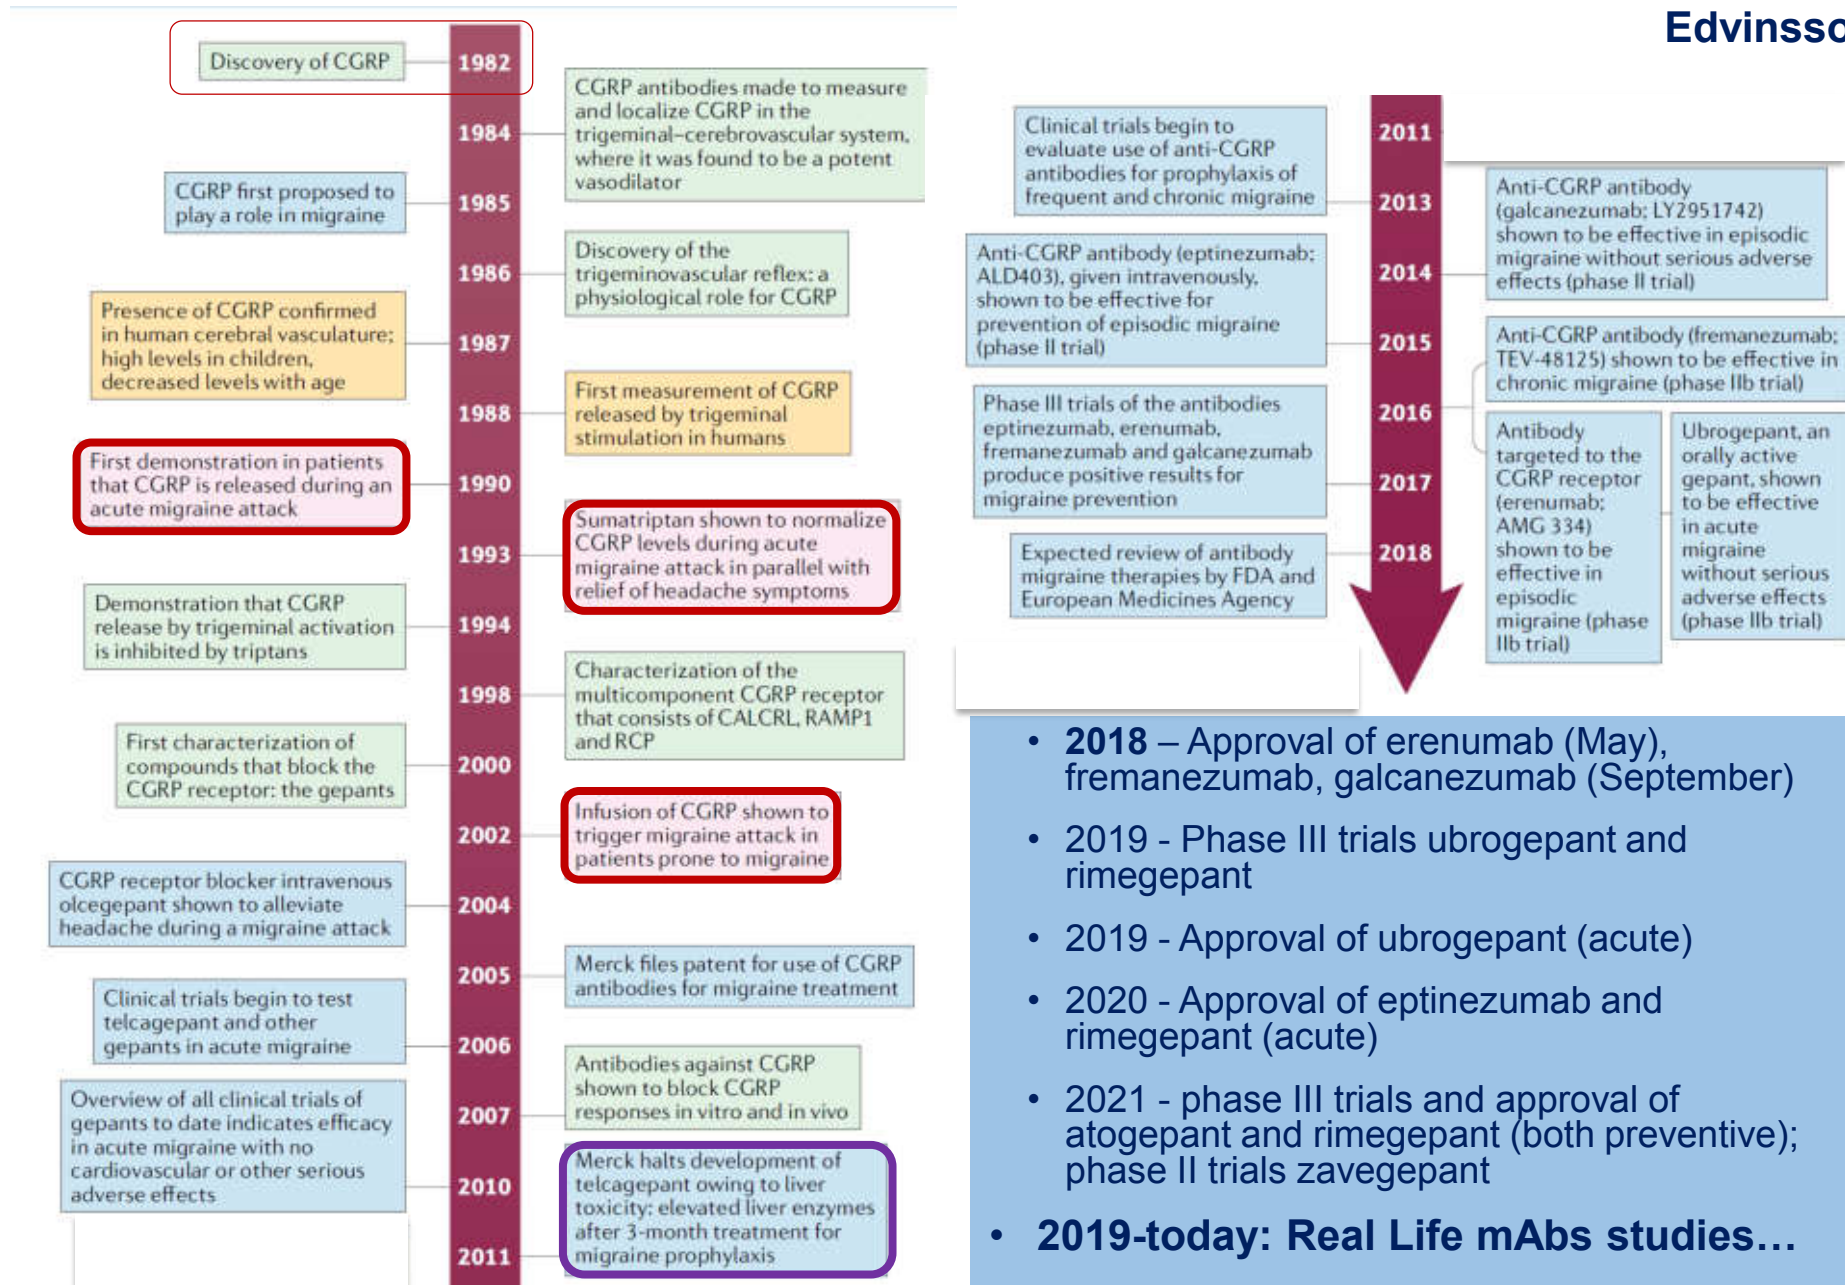 Edvinsso
Discovery of CGRP
1982
CGRP antibodies made to measure
and localize CGRP in the
trigeminal–cerebrovascular system,
where it was found to be a potent
vasodilator
1984
CGRP first proposed to
play a role in migraine
1985
Discovery of the
trigeminovascular reflex: a
physiological role for CGRP
1986
Presence of CGRP confirmed
in human cerebral vasculature;
high levels in children,
decreased levels with age
1987
First measurement of CGRP
released by trigeminal
stimulation in humans
1988
First demonstration in patients
that CGRP is released during an
acute migraine attack
1990
Sumatriptan shown to normalize
CGRP levels during acute
migraine attack in parallel with
relief of headache symptoms
1993
Demonstration that CGRP
release by trigeminal activation
is inhibited by triptans
1994
Characterization of the
multicomponent CGRP receptor
that consists of CALCRL, RAMP1
and RCP
1998
First characterization of
compounds that block the
CGRP receptor: the gepants
2000
Infusion of CGRP shown to
trigger migraine attack in
patients prone to migraine
2002
CGRP receptor blocker intravenous
olcegepant shown to alleviate
headache during a migraine attack
2004
Merck files patent for use of CGRP
antibodies for migraine treatment
2005
Clinical trials begin to test
telcagepant and other
gepants in acute migraine
2006
Antibodies against CGRP
shown to block CGRP
responses in vitro and in vivo
2007
Overview of all clinical trials of
gepants to date indicates efficacy
in acute migraine with no
cardiovascular or other serious
adverse effects
2010
Merck halts development of
telcagepant owing to liver
toxicity: elevated liver enzymes
after 3-month treatment for
migraine prophylaxis
2011
2011
Clinical trials begin to
evaluate use of anti-CGRP
antibodies for prophylaxis of
frequent and chronic migraine
2013
Anti-CGRP antibody
(galcanezumab; LY2951742)
shown to be effective in episodic
migraine without serious adverse
effects (phase II trial)
2014
Anti-CGRP antibody (eptinezumab;
ALD403), given intravenously,
shown to be effective for
prevention of episodic migraine
(phase II trial)
2015
Anti-CGRP antibody (fremanezumab;
TEV-48125) shown to be effective in
chronic migraine (phase IIb trial)
2016
Antibody
targeted to the
CGRP receptor
(erenumab;
AMG 334)
shown to be
effective in
episodic
migraine (phase
IIb trial)
Ubrogepant, an
orally active
gepant, shown
to be effective
in acute
migraine
without serious
adverse effects
(phase IIb trial)
Phase III trials of the antibodies
eptinezumab, erenumab,
fremanezumab and galcanezumab
produce positive results for
migraine prevention
2017
Expected review of antibody
migraine therapies by FDA and
European Medicines Agency
2018
• 2018 – Approval of erenumab (May),
fremanezumab, galcanezumab (September)
• 2019 - Phase III trials ubrogepant and
rimegepant
• 2019 - Approval of ubrogepant (acute)
• 2020 - Approval of eptinezumab and
rimegepant (acute)
• 2021 - phase III trials and approval of
atogepant and rimegepant (both preventive);
phase II trials zavegepant
• 2019-today: Real Life mAbs studies…